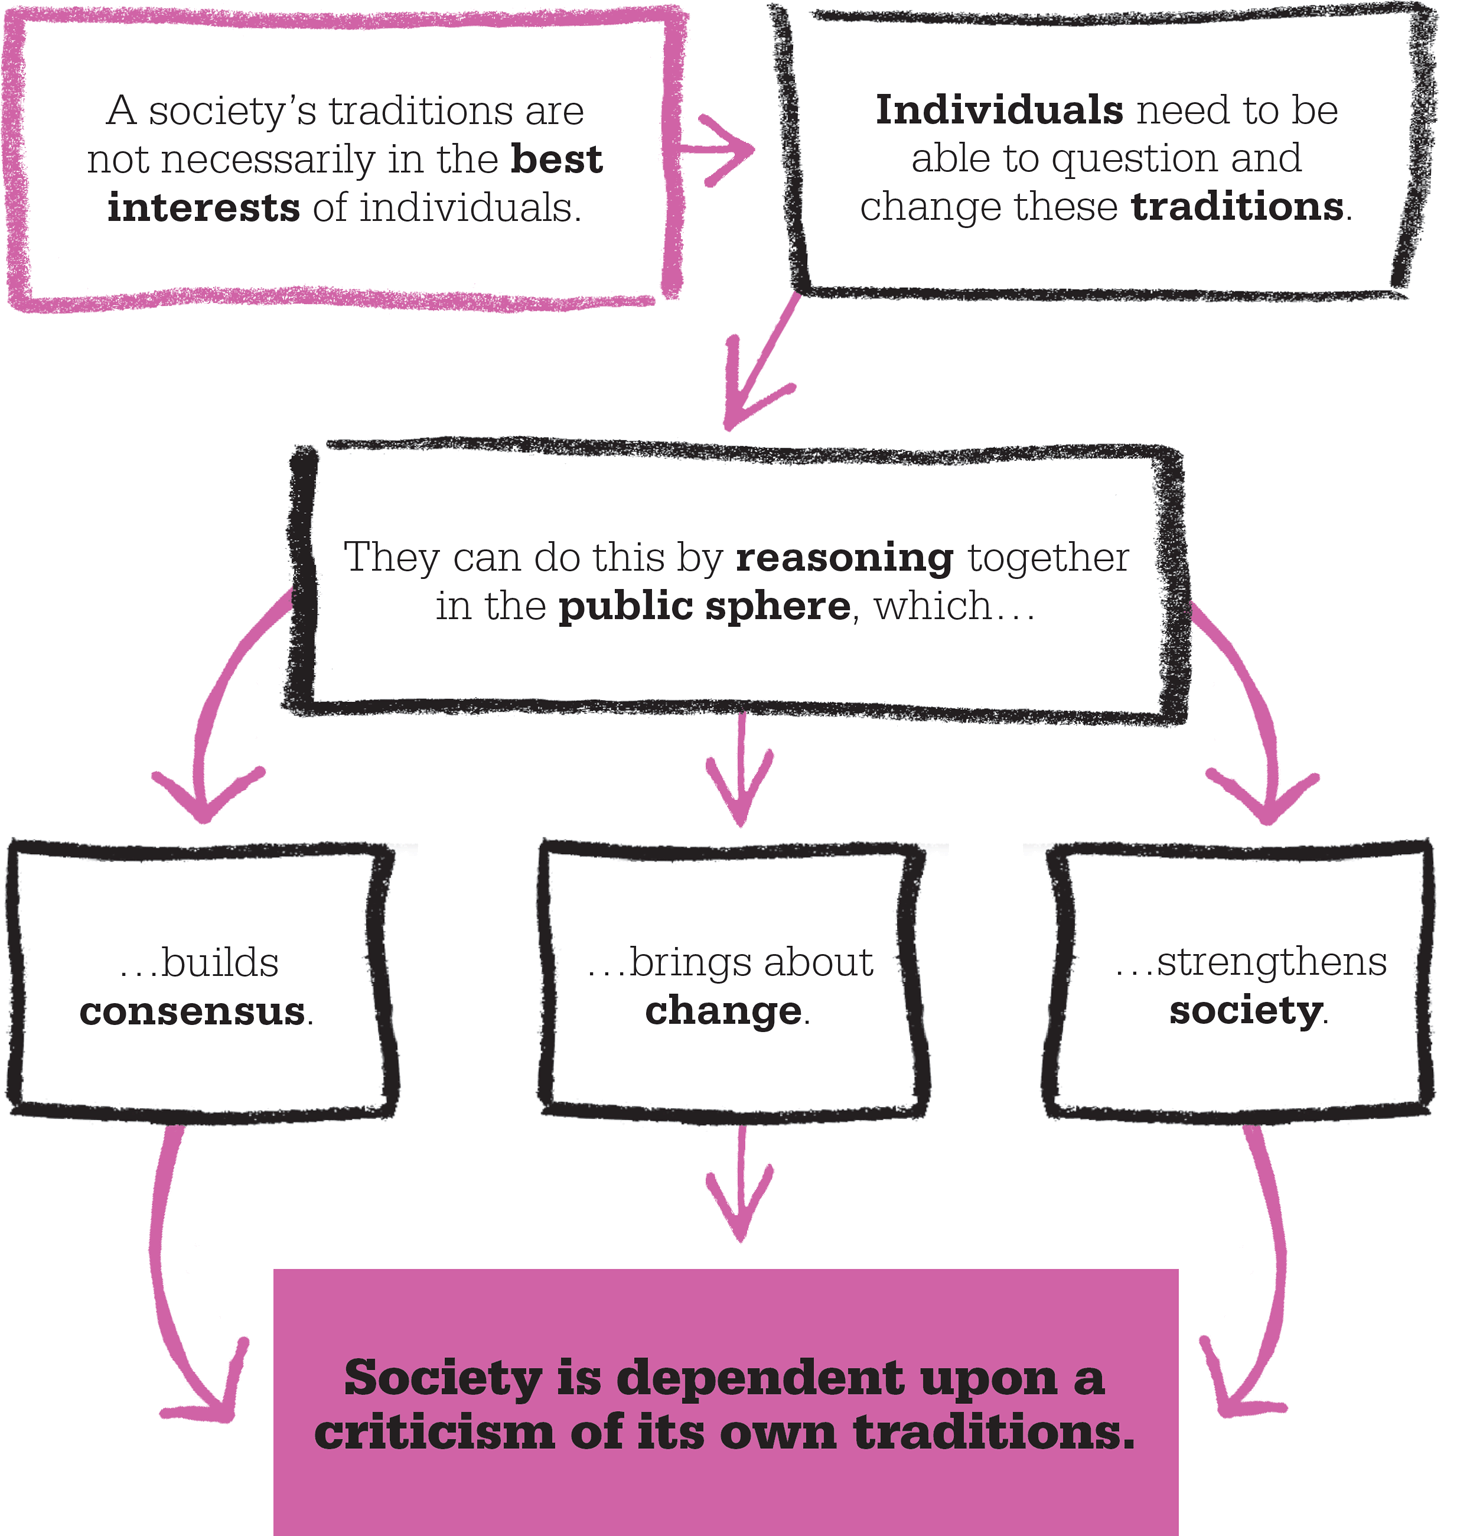 A society’s traditions are
not necessarily in the best
interests of individuals.
Individuals need to be
able to question and
change these traditions.
They can do this by reasoning together
in the public sphere, which…
…builds
consensus.
…brings about
change.
…strengthens
society.
Society is dependent upon a
criticism of its own traditions.